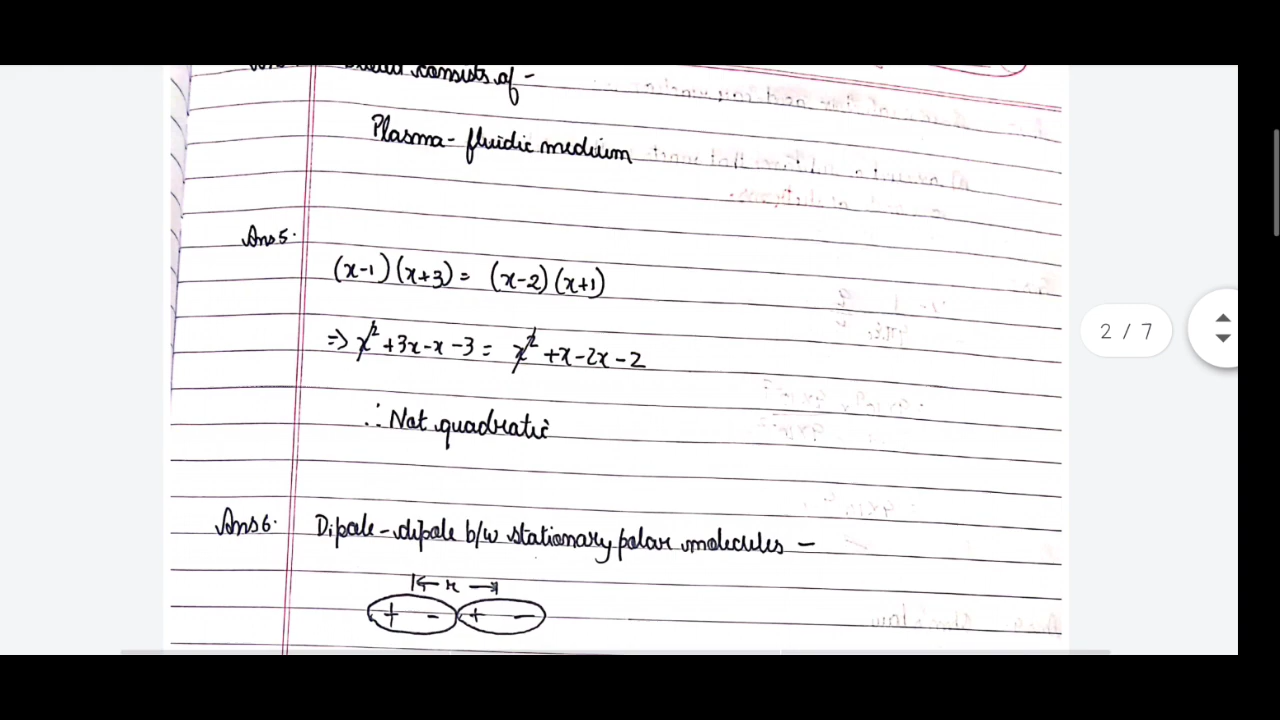 consists of -
Plasma - fluidic medium
Ans 5.
(x-1)(x+3) = (x-2)(x+1)
⇒ x² +3x-x-3 = x² +x-2x-2
∴ Not quadratic
2 / 7
Ans 6. Dipole-dipole b/w stationary polar molecules -
|← r →|
+ - + -